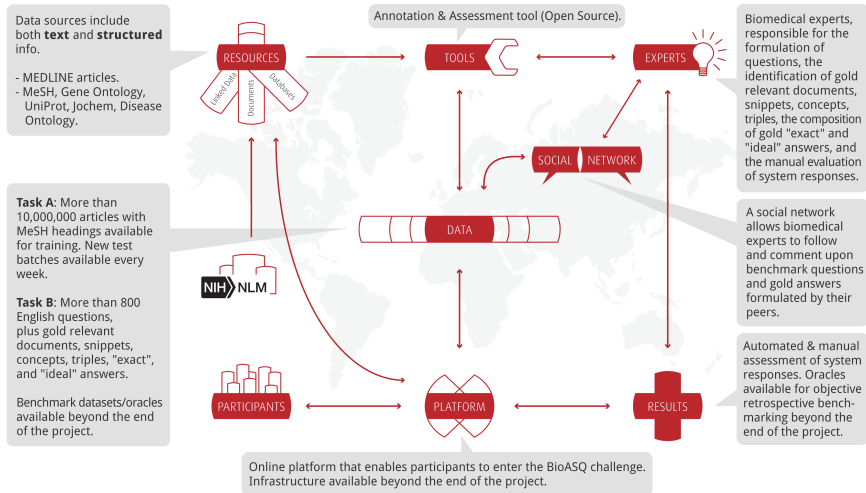 Data sources include
both text and structured
info.
- MEDLINE articles.
- MeSH, Gene Ontology,
UniProt, Jochem, Disease
Ontology.
Annotation & Assessment tool (Open Source).
Biomedical experts,
responsible for the
formulation of
questions, the
identification of gold
relevant documents,
snippets, concepts,
triples, the composition
of gold "exact" and
"ideal" answers, and
the manual evaluation
of system responses.
RESOURCES
Linked Data
Documents
Databases
TOOLS
EXPERTS
SOCIAL NETWORK
Task A: More than
10,000,000 articles with
MeSH headings available
for training. New test
batches available every
week.
Task B: More than 800
English questions,
plus gold relevant
documents, snippets,
concepts, triples, "exact",
and "ideal" answers.
Benchmark datasets/oracles
available beyond the end
of the project.
DATA
A social network
allows biomedical
experts to follow
and comment upon
benchmark questions
and gold answers
formulated by their
peers.
NIH NLM
Automated & manual
assessment of system
responses. Oracles
available for objective
retrospective bench-
marking beyond the
end of the project.
PARTICIPANTS
PLATFORM
RESULTS
Online platform that enables participants to enter the BioASQ challenge.
Infrastructure available beyond the end of the project.